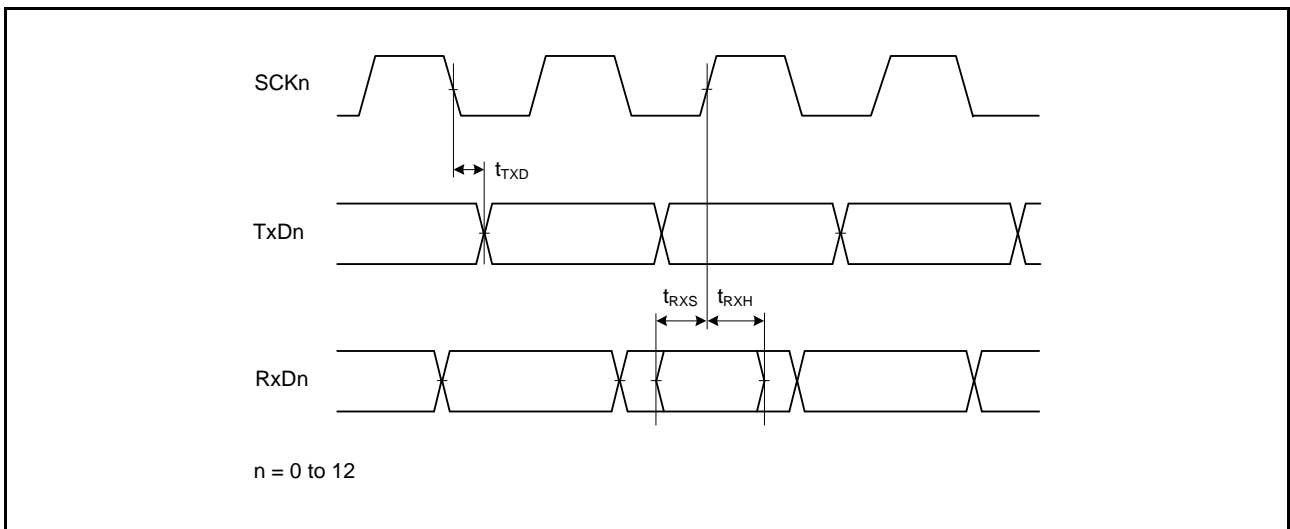 SCKn
tTXD
TxDn
tRXS tRXH
RxDn
n = 0 to 12